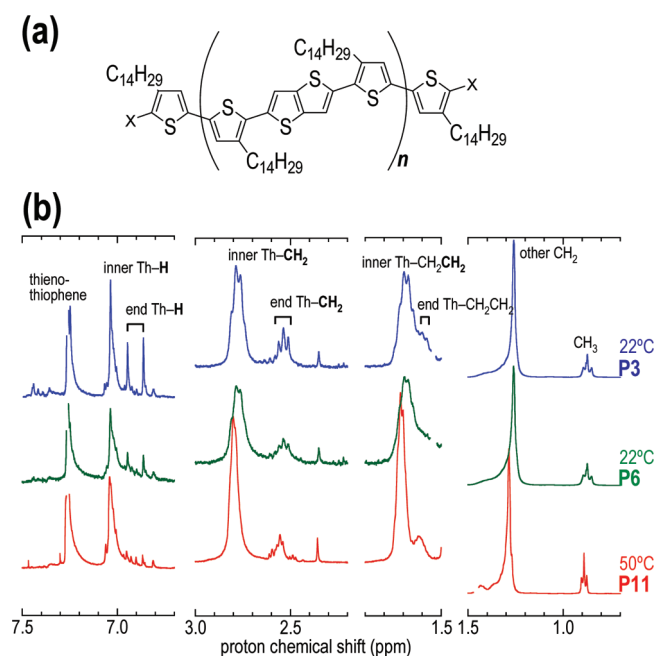 (a)
C14H29
C14H29
X
S
S
S
S
S
S
X
C14H29
C14H29
n
(b)
thieno-
thiophene
inner Th–H
end Th–H
inner Th–CH2
end Th–CH2
inner Th–CH2CH2
end Th–CH2CH2
other CH2
CH3
22ºC
P3
22ºC
P6
50ºC
P11
7.5 7.0 3.0 2.5 1.5 1.5 1.0
proton chemical shift (ppm)